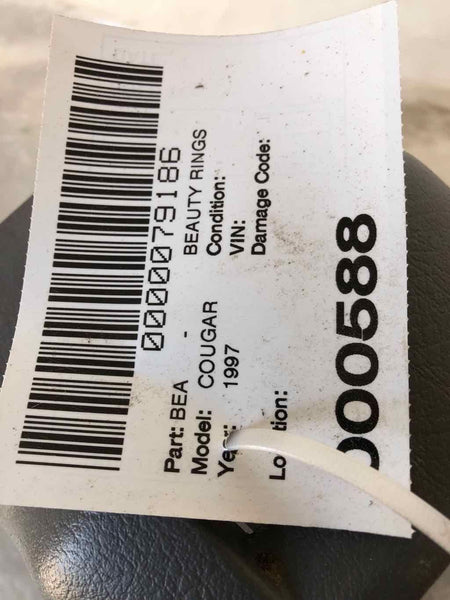 0000079186
Part: BEA - BEAUTY RINGS
Model: COUGAR Condition:
1997 VIN:
Damage Code:
000588